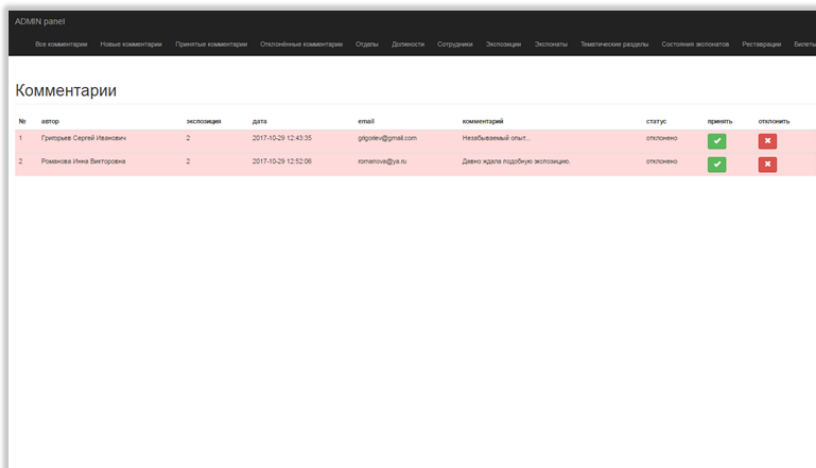 ADMIN panel
Все комментарии Новые комментарии Принятые комментарии Отклонённые комментарии Отделы Должности Сотрудники Экспозиции Экспонаты Тематические разделы Состояния экспонатов Реставрации Билеты
Комментарии
№ автор экспозиция дата email комментарий статус принять отклонить
1 Григорьев Сергей Иванович 2 2017-10-29 12:43:35 grigoriev@gmail.com Незабываемый опыт... отклонено
2 Романова Инна Викторовна 2 2017-10-29 12:52:06 romanova@ya.ru Давно ждала подобную экспозицию. отклонено